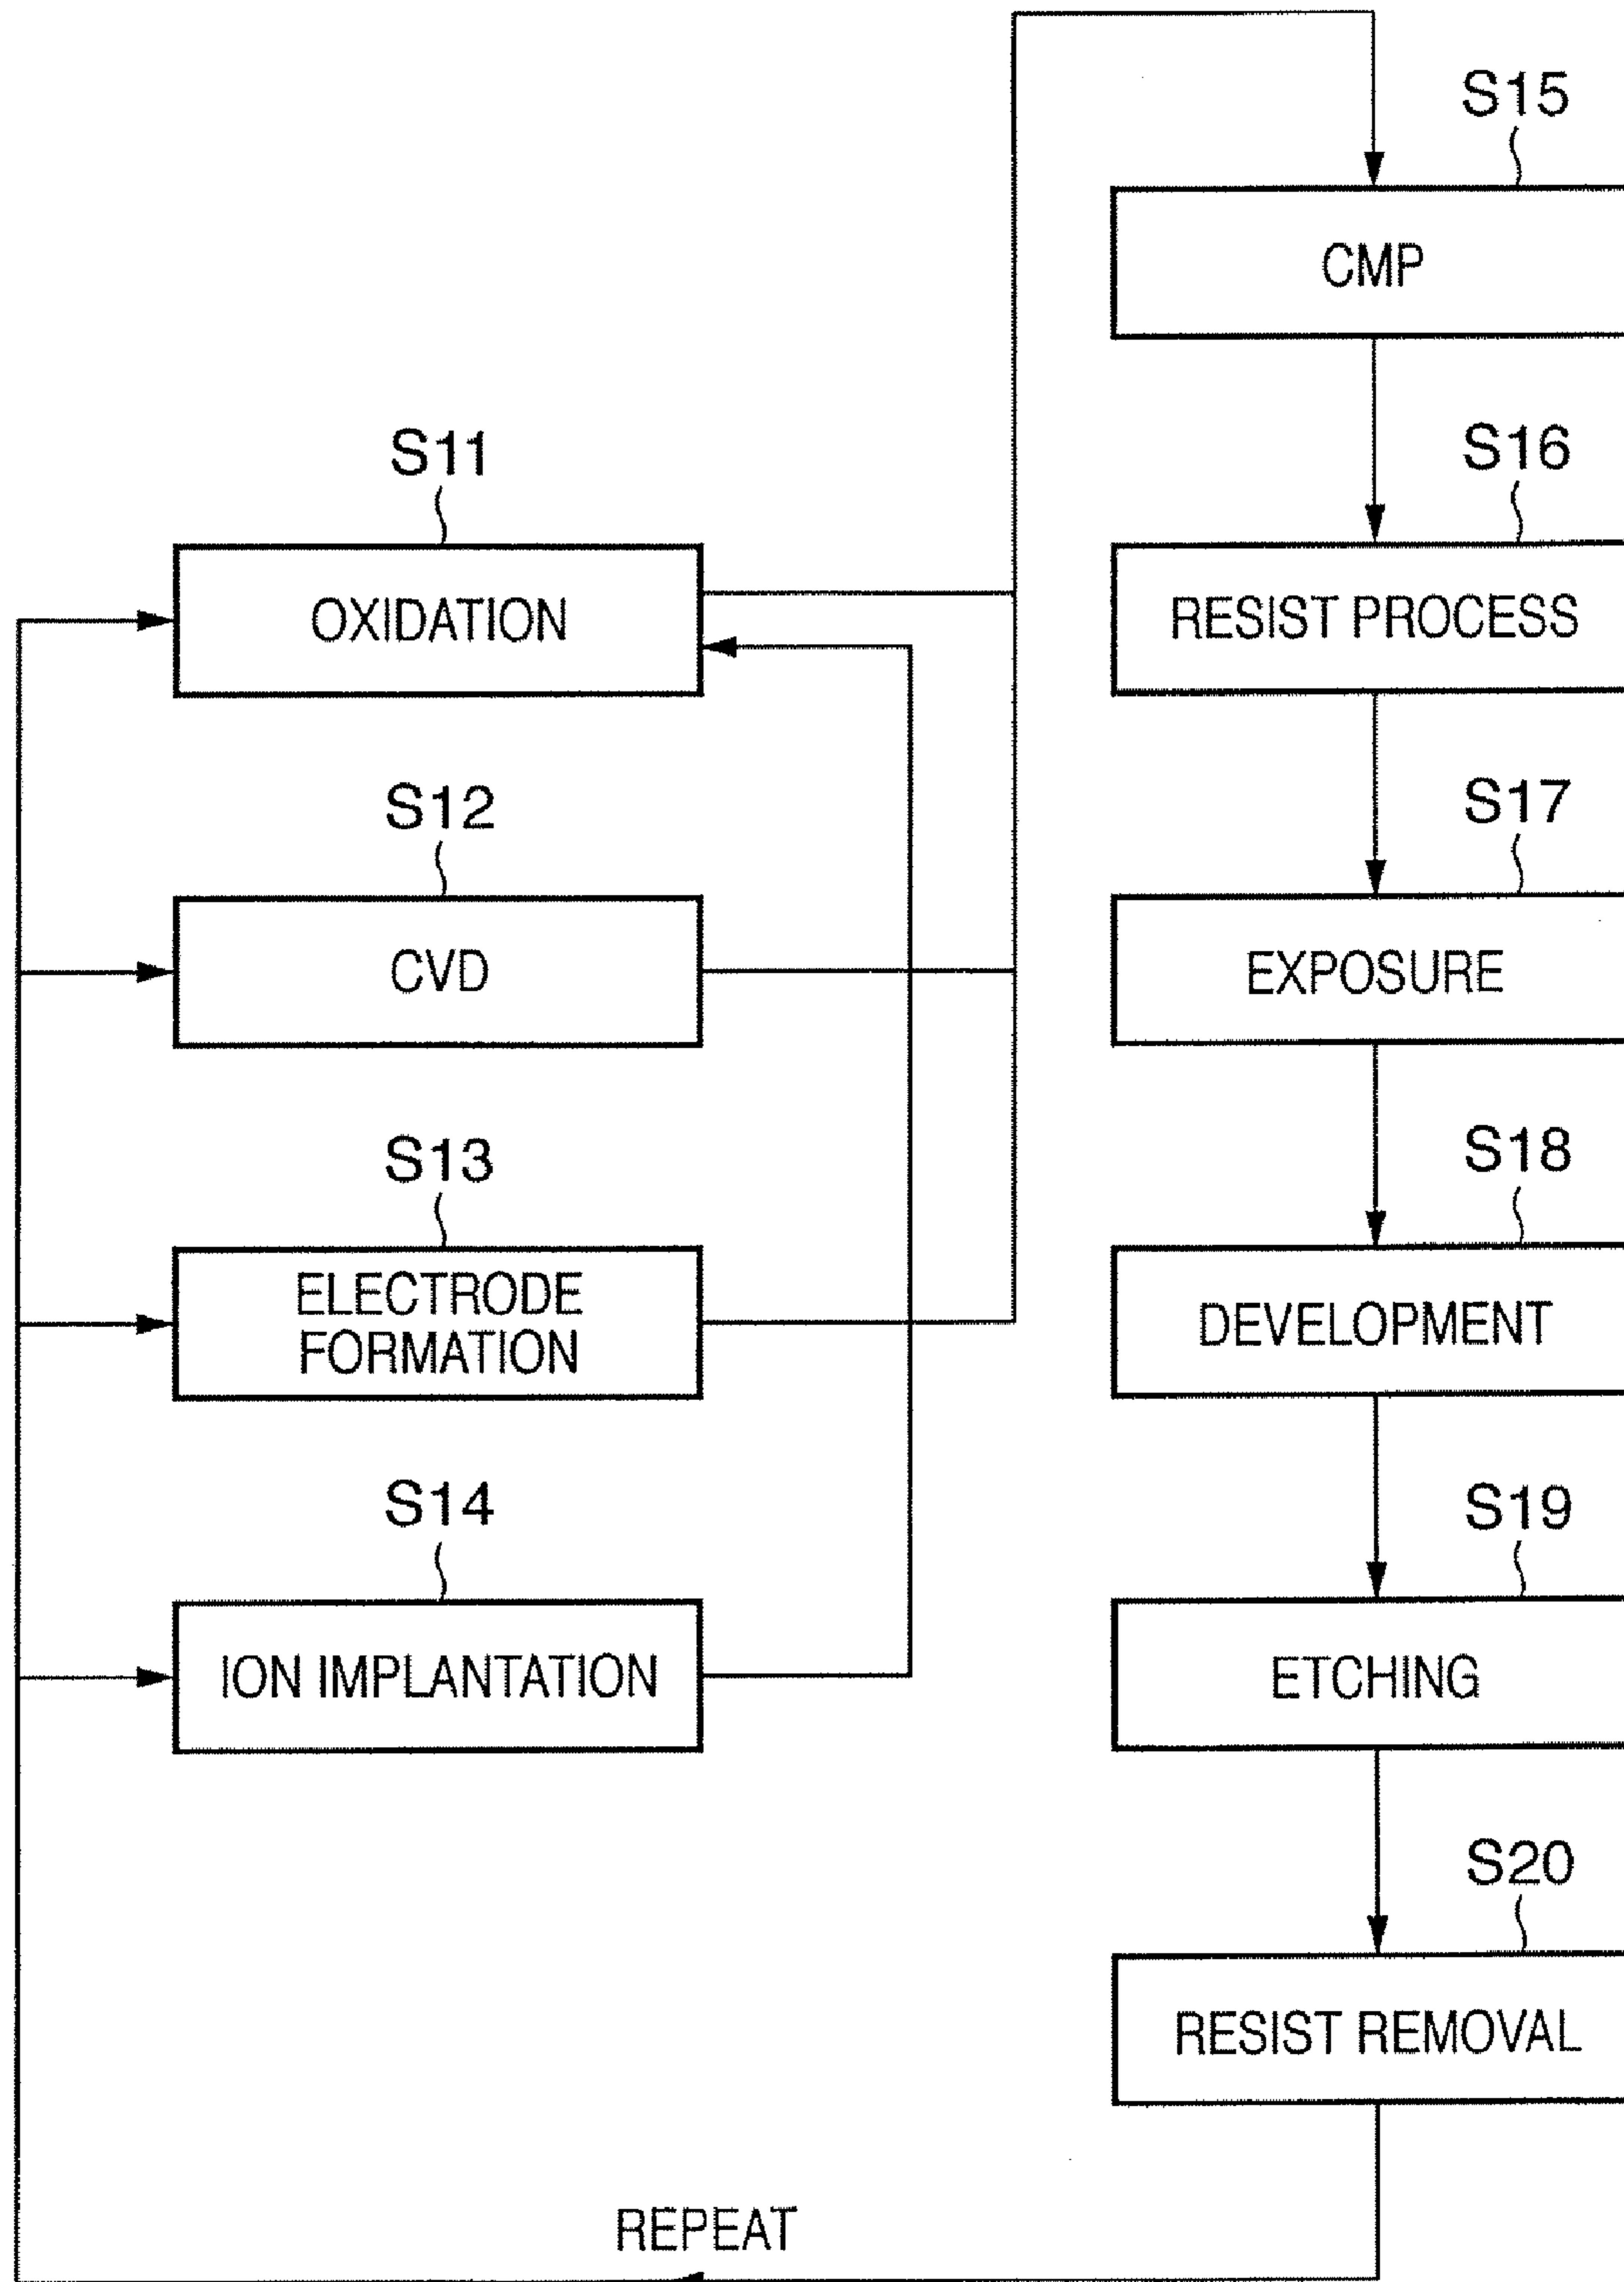 S11
OXIDATION
S12
CVD
S13
ELECTRODE
FORMATION
S14
ION IMPLANTATION
S15
CMP
S16
RESIST PROCESS
S17
EXPOSURE
S18
DEVELOPMENT
S19
ETCHING
S20
RESIST REMOVAL
REPEAT